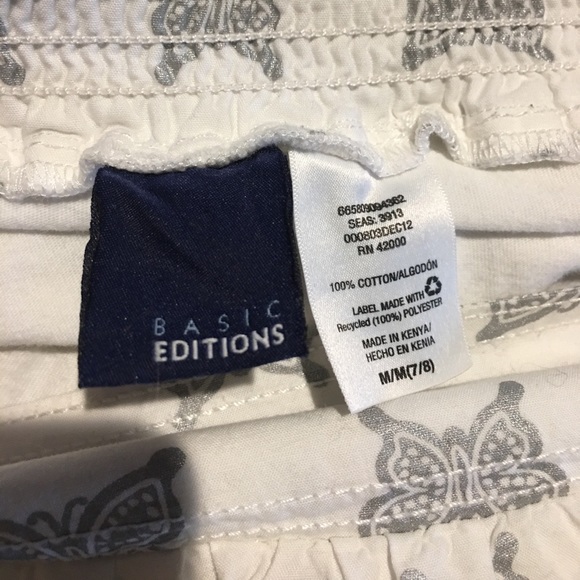 BASIC
EDITIONS
665809094362
SEAS: 3913
000803DEC12
RN 42000
100% COTTON/ALGODÓN
LABEL MADE WITH
Recycled (100%) POLYESTER
MADE IN KENYA/
HECHO EN KENIA
M/M(7/8)